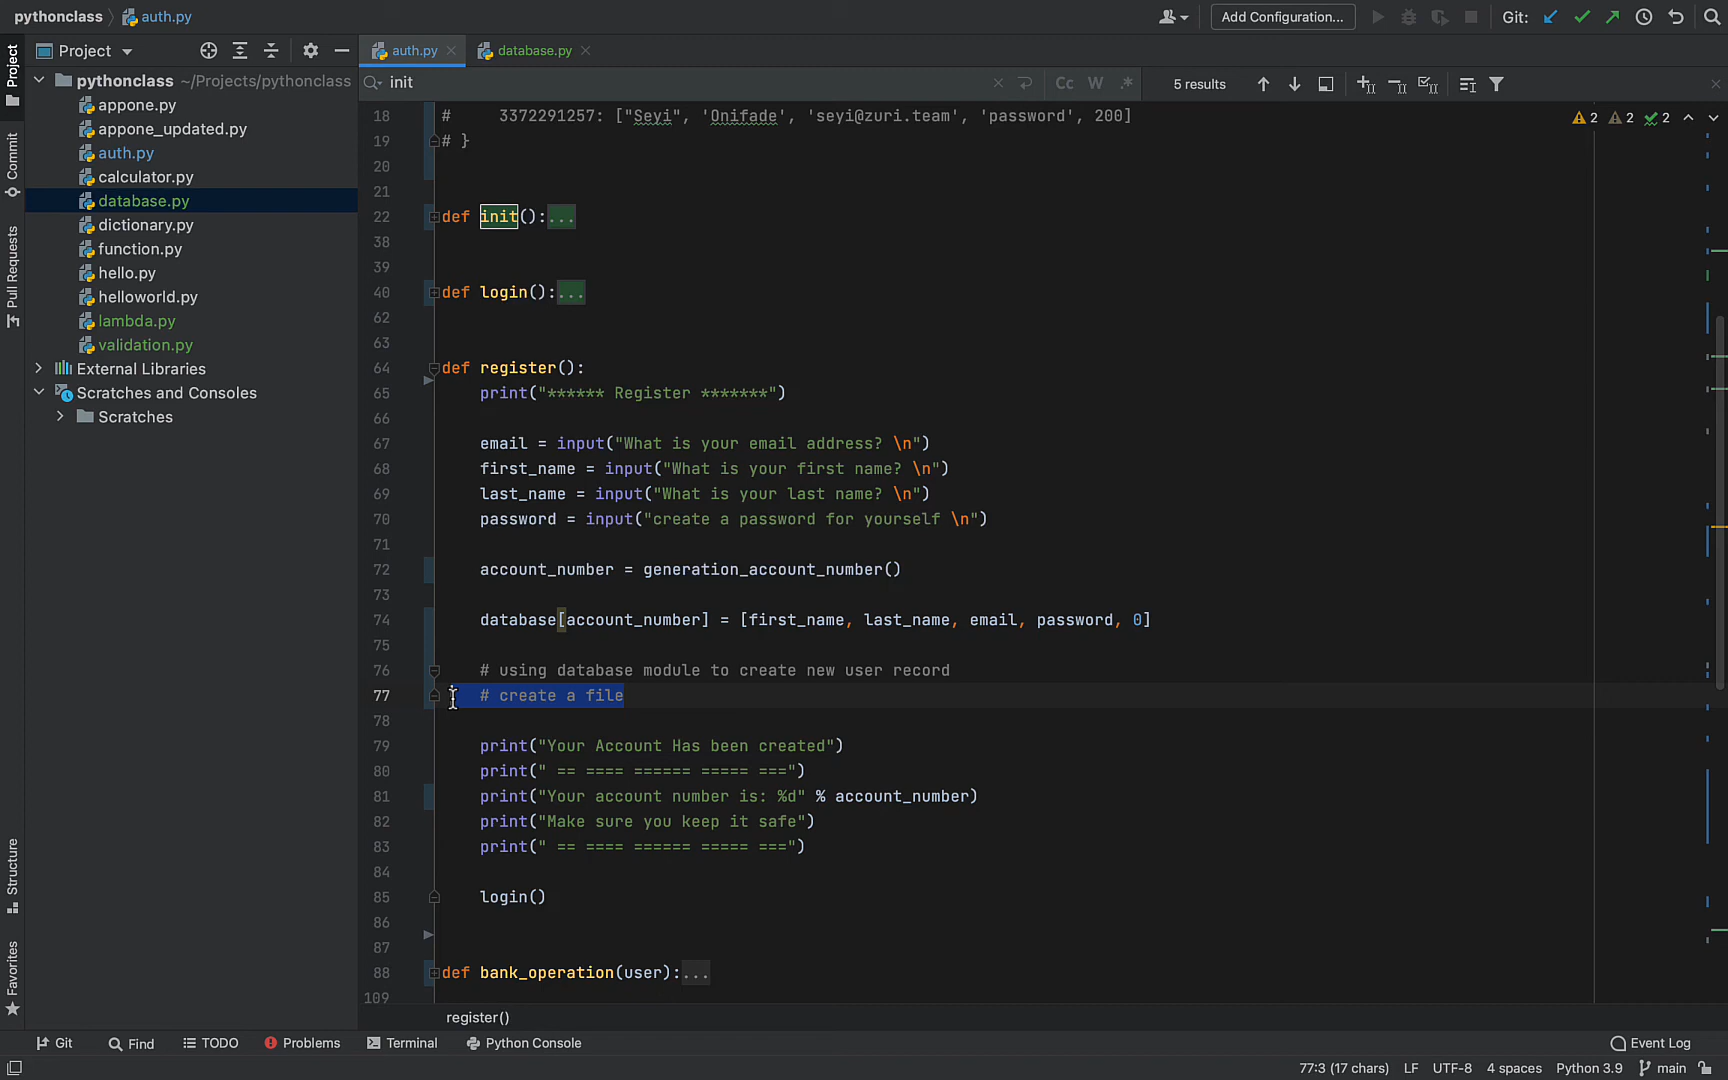 pythonclass auth.py
Add Configuration... Git:
Project
auth.py database.py
init Cc W .* 5 results
pythonclass ~/Projects/pythonclass
appone.py
appone_updated.py
auth.py
calculator.py
database.py
dictionary.py
function.py
hello.py
helloworld.py
lambda.py
validation.py
External Libraries
Scratches and Consoles
Scratches
Project
Commit
Pull Requests
Structure
Favorites
2 2 2
18 # 3372291257: ["Seyi", 'Onifade', 'seyi@zuri.team', 'password', 200]
19 # }
20
21
22 def init():...
38
39
40 def login():...
62
63
64 def register():
65 print("****** Register *******")
66
67 email = input("What is your email address? \n")
68 first_name = input("What is your first name? \n")
69 last_name = input("What is your last name? \n")
70 password = input("create a password for yourself \n")
71
72 account_number = generation_account_number()
73
74 database[account_number] = [first_name, last_name, email, password, 0]
75
76 # using database module to create new user record
77 # create a file
78
79 print("Your Account Has been created")
80 print(" == ==== ====== ===== ===")
81 print("Your account number is: %d" % account_number)
82 print("Make sure you keep it safe")
83 print(" == ==== ====== ===== ===")
84
85 login()
86
87
88 def bank_operation(user):...
109
register()
Git Find TODO Problems Terminal Python Console Event Log
77:3 (17 chars) LF UTF-8 4 spaces Python 3.9 main